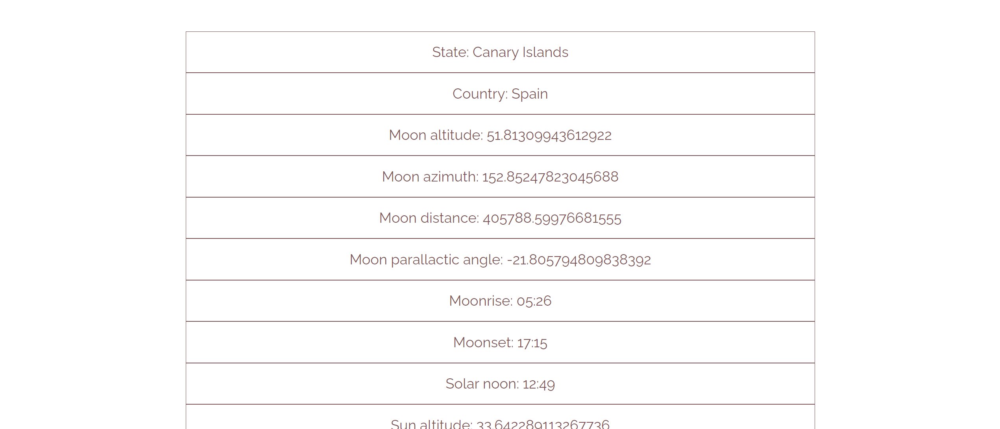 State: Canary Islands
Country: Spain
Moon altitude: 51.81309943612922
Moon azimuth: 152.85247823045688
Moon distance: 405788.59976681555
Moon parallactic angle: -21.805794809838392
Moonrise: 05:26
Moonset: 17:15
Solar noon: 12:49
Sun altitude: 33.642289113267736